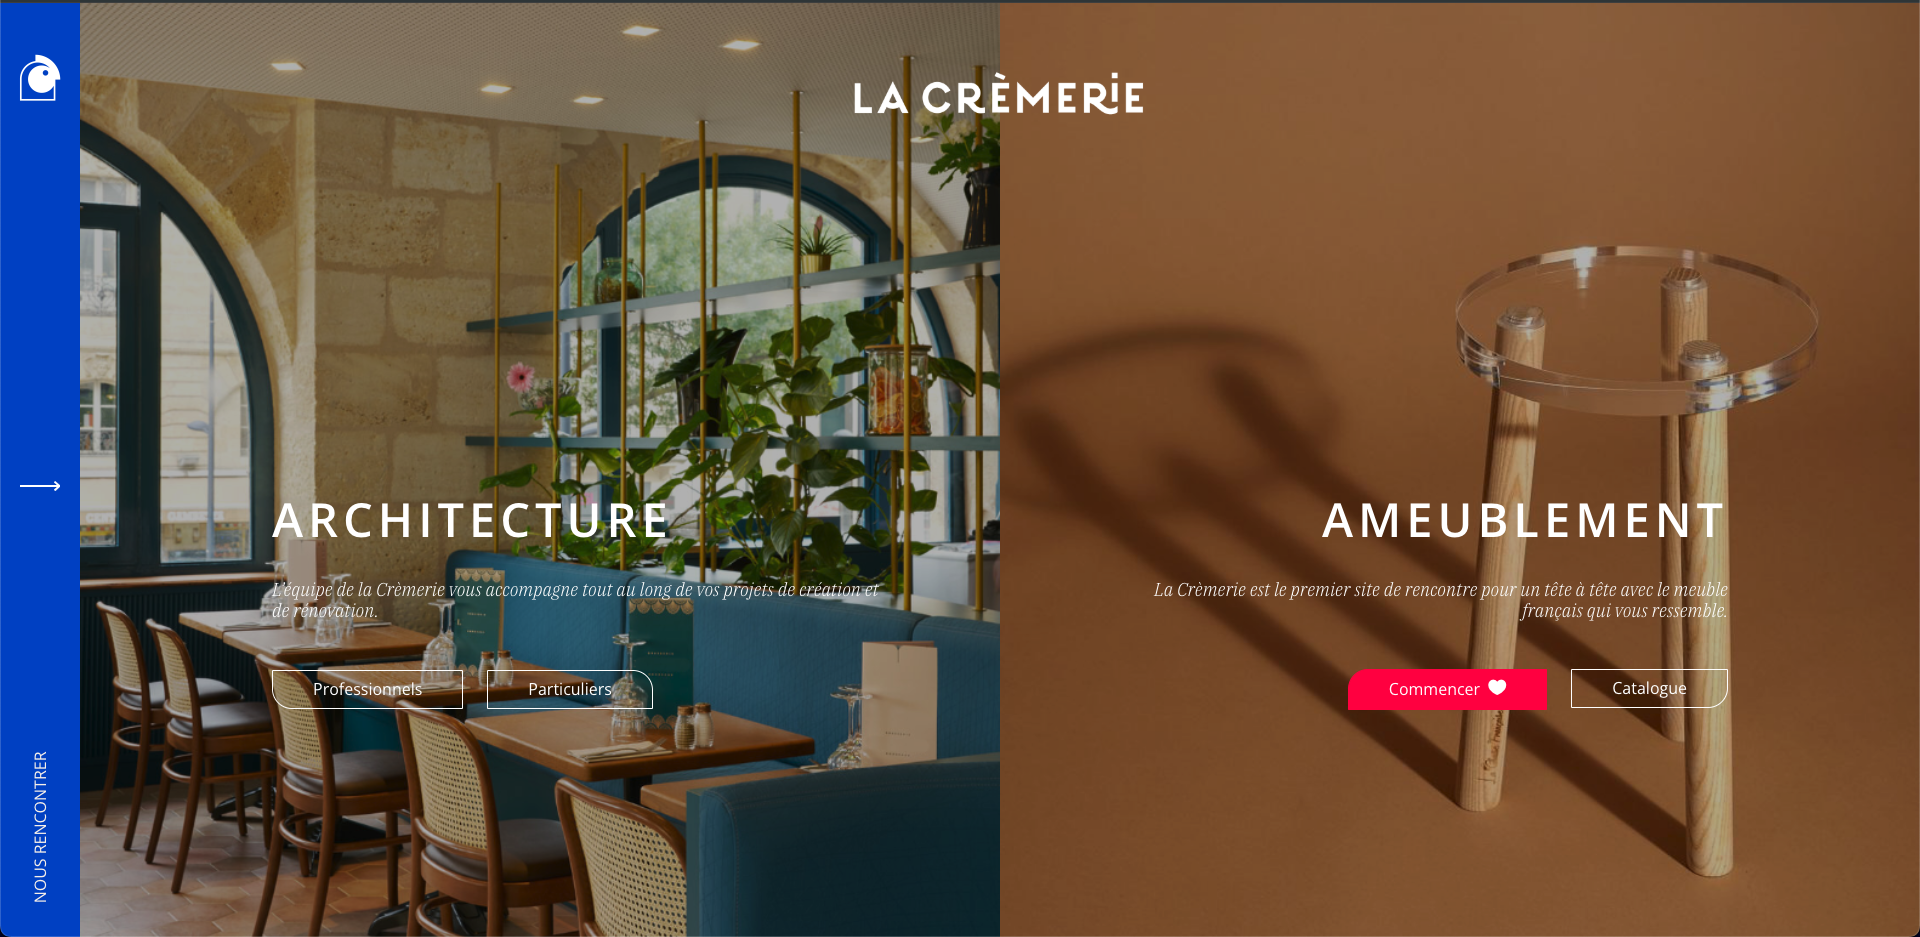 LA CRÈMERIE
ARCHITECTURE
L'équipe de la Crèmerie vous accompagne tout au long de vos projets de création et
de rénovation.
Professionnels
Particuliers
AMEUBLEMENT
La Crèmerie est le premier site de rencontre pour un tête à tête avec le meuble
français qui vous ressemble.
Commencer
Catalogue
NOUS RENCONTRER